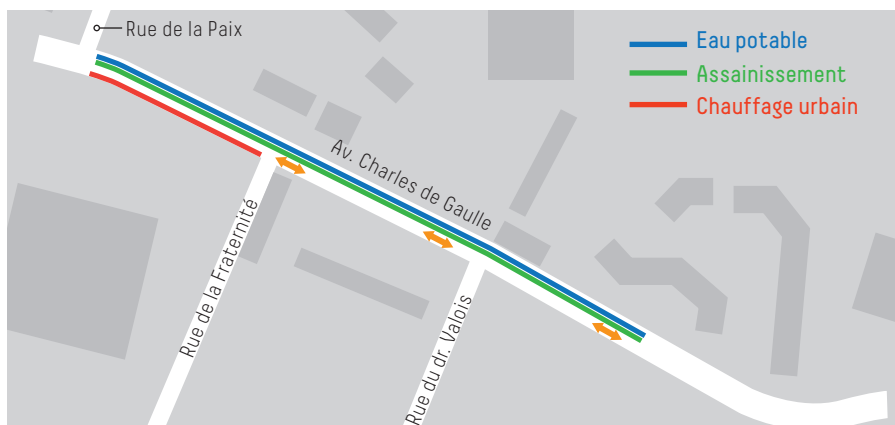 Rue de la Paix
Eau potable
Assainissement
Chauffage urbain
Av. Charles de Gaulle
Rue de la Fraternité
Rue du dr. Valois